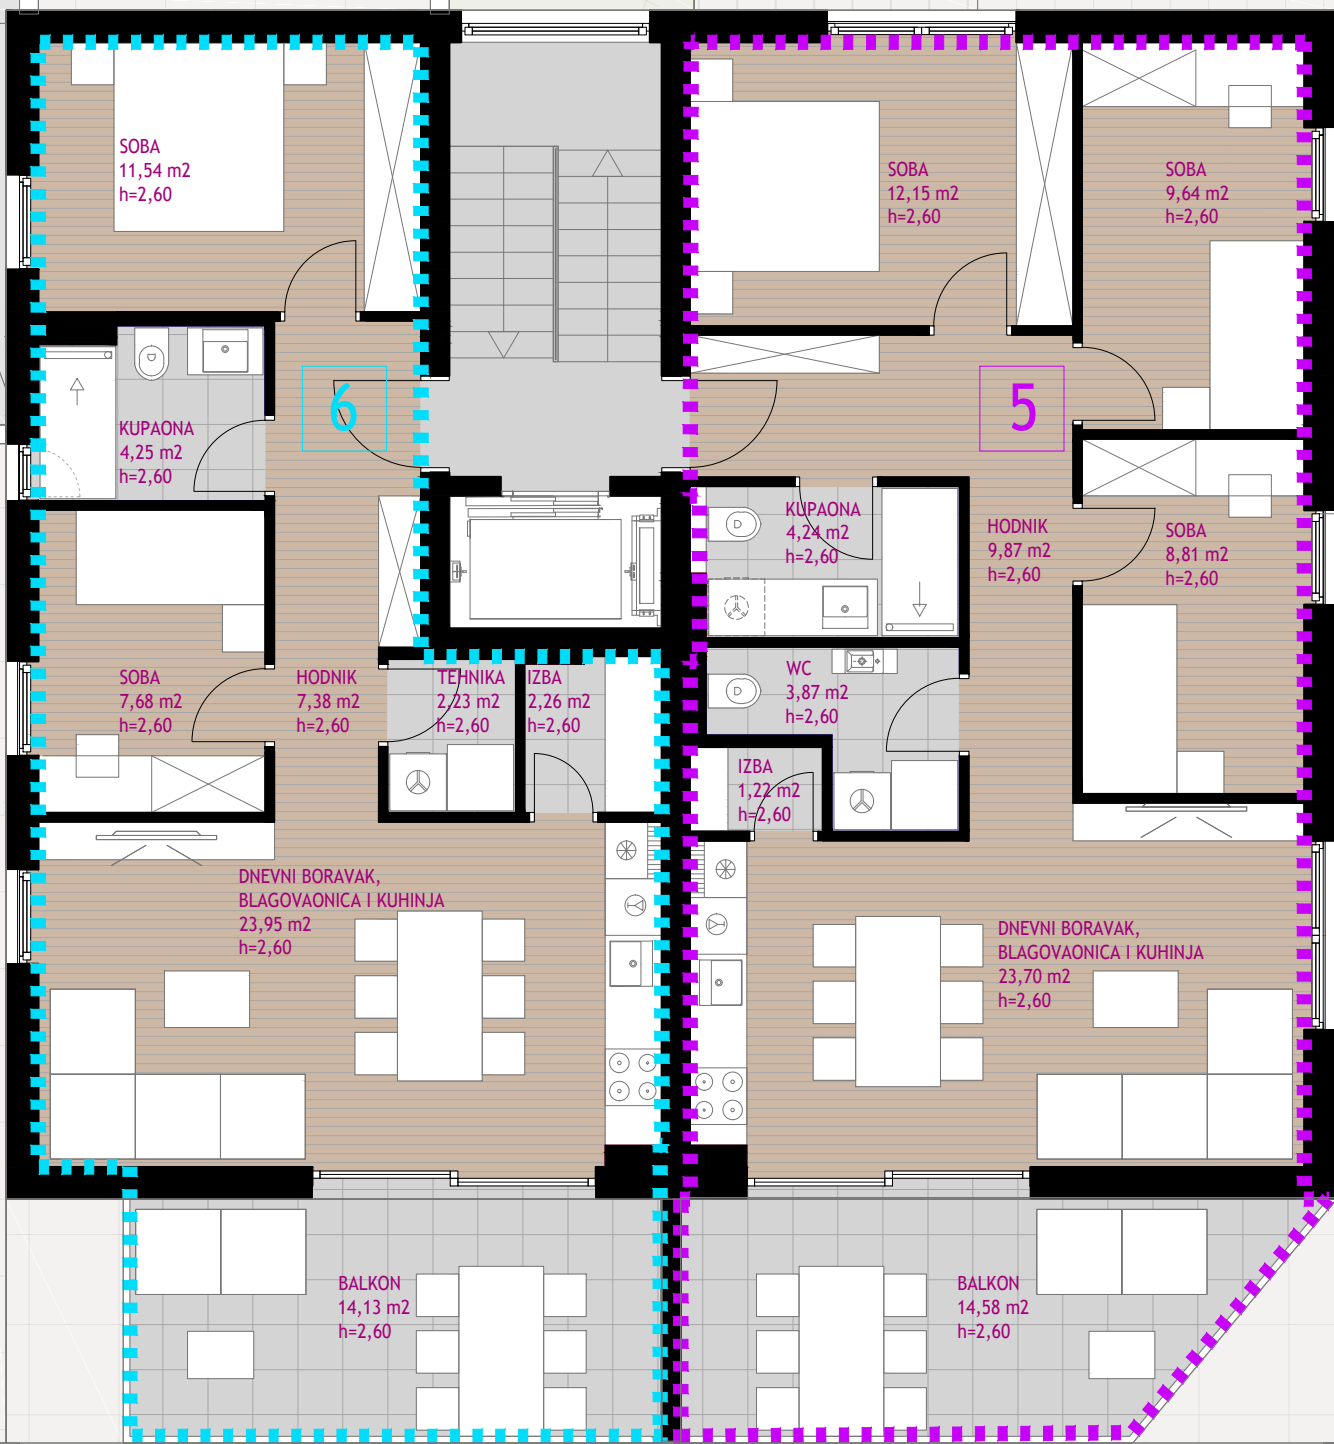 SOBA
11,54 m2
h=2,60
SOBA
12,15 m2
h=2,60
SOBA
9,64 m2
h=2,60
6
5
KUPAONA
4,25 m2
h=2,60
KUPAONA
4,24 m2
h=2,60
HODNIK
9,87 m2
h=2,60
SOBA
8,81 m2
h=2,60
SOBA
7,68 m2
h=2,60
HODNIK
7,38 m2
h=2,60
TEHNIKA
2,23 m2
h=2,60
IZBA
2,26 m2
h=2,60
WC
3,87 m2
h=2,60
IZBA
1,22 m2
h=2,60
DNEVNI BORAVAK,
BLAGOVAONICA I KUHINJA
23,95 m2
h=2,60
DNEVNI BORAVAK,
BLAGOVAONICA I KUHINJA
23,70 m2
h=2,60
BALKON
14,13 m2
h=2,60
BALKON
14,58 m2
h=2,60